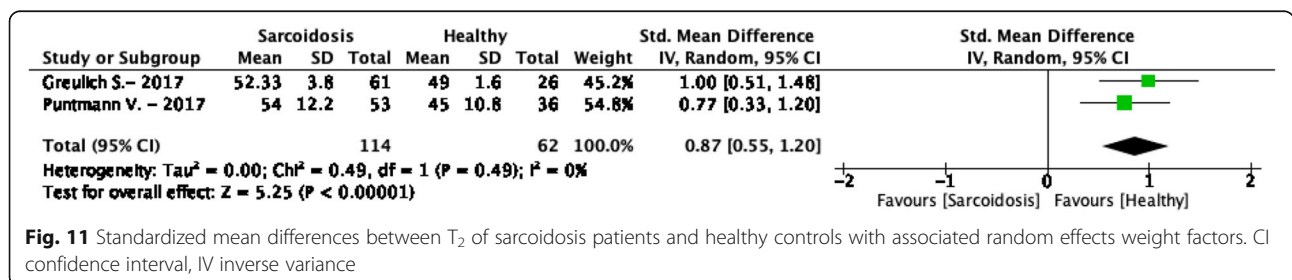 Sarcoidosis Healthy Std. Mean Difference Std. Mean Difference
Study or Subgroup Mean SD Total Mean SD Total Weight IV, Random, 95% CI IV, Random, 95% CI
Greulich S.– 2017 52.33 3.8 61 49 1.6 26 45.2% 1.00 [0.51, 1.48]
Puntmann V. – 2017 54 12.2 53 45 10.8 36 54.8% 0.77 [0.33, 1.20]
Total (95% CI) 114 62 100.0% 0.87 [0.55, 1.20]
Heterogeneity: Tau² = 0.00; Chi² = 0.49, df = 1 (P = 0.49); I² = 0%
Test for overall effect: Z = 5.25 (P < 0.00001)
-2 -1 0 1 2
Favours [Sarcoidosis] Favours [Healthy]
Fig. 11 Standardized mean differences between T₂ of sarcoidosis patients and healthy controls with associated random effects weight factors. CI
confidence interval, IV inverse variance